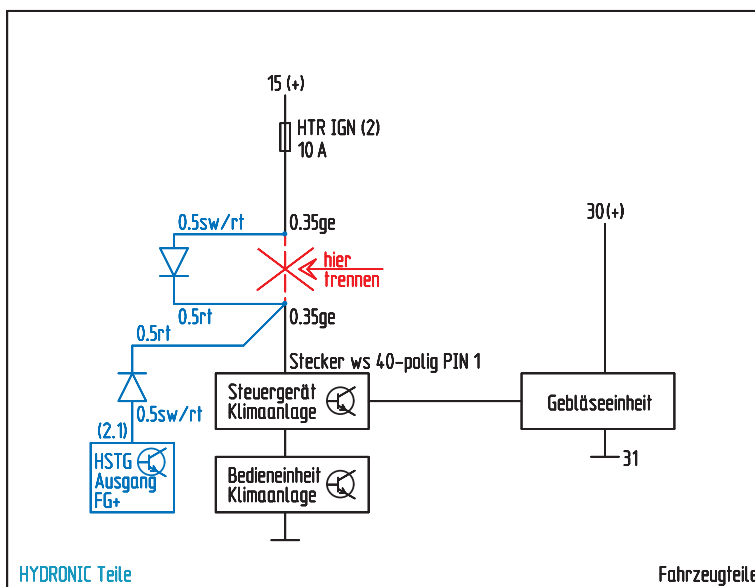 15 (+)
HTR IGN (2)
10 A
0.5sw/rt
0.35ge
30(+)
hier
trennen
0.5rt
0.35ge
0.5rt
Stecker ws 40-polig PIN 1
Steuergerät
Klimaanlage
Gebläseeinheit
0.5sw/rt
(2.1)
HSTG
Ausgang
FG+
31
Bedieneinheit
Klimaanlage
HYDRONIC Teile
Fahrzeugteile